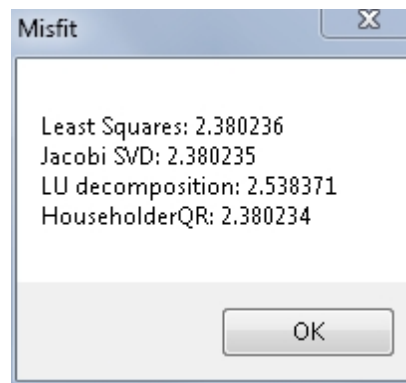 Misfit
Least Squares: 2.380236
Jacobi SVD: 2.380235
LU decomposition: 2.538371
HouseholderQR: 2.380234
OK